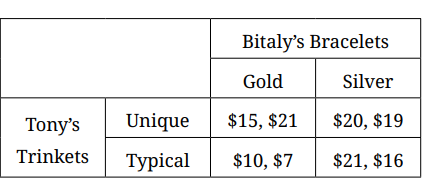 Bitaly’s Bracelets
Gold Silver
Tony’s Trinkets
Unique $15, $21 $20, $19
Typical $10, $7 $21, $16